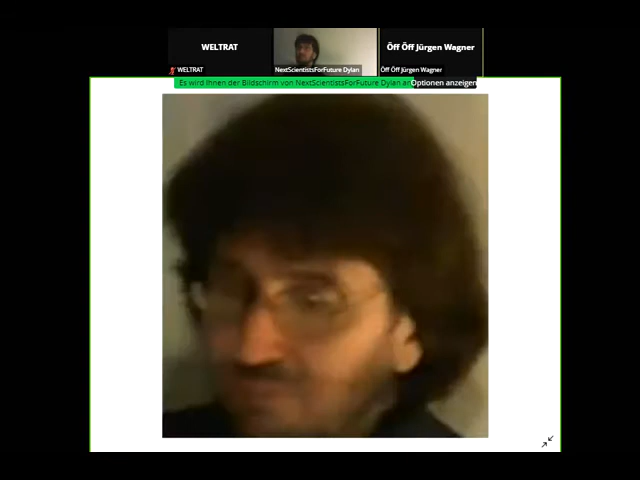 WELTRAT
Öff Öff Jürgen Wagner
WELTRAT
NextScientistsForFuture Dylan
Öff Öff Jürgen Wagner
Es wird Ihnen der Bildschirm von NextScientistsForFuture Dylan an
Optionen anzeigen